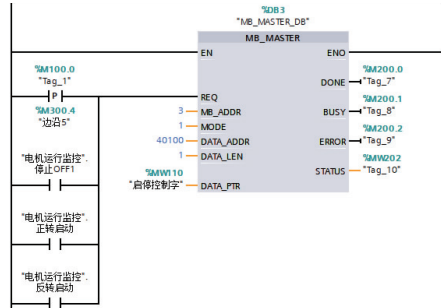 %DB3
"MB_MASTER_DB"
MB_MASTER
EN
ENO
%M100.0
"Tag_1"
P
%M300.4
"边沿5"
"电机运行监控".
停止OFF1
"电机运行监控".
正转启动
"电机运行监控".
反转启动
REQ
3 MB_ADDR
1 MODE
40100 DATA_ADDR
1 DATA_LEN
%MW110
"启停控制字" DATA_PTR
DONE
%M200.0
"Tag_7"
BUSY
%M200.1
"Tag_8"
ERROR
%M200.2
"Tag_9"
STATUS
%MW202
"Tag_10"